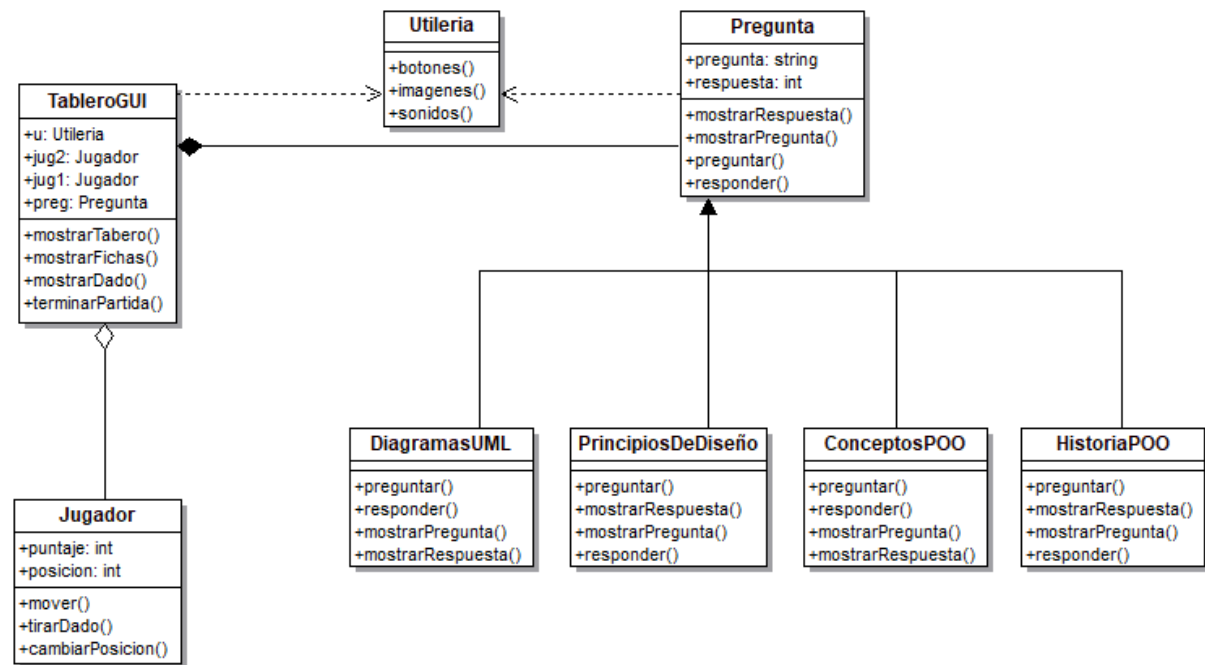 Utileria
+botones()
+imagenes()
+sonidos()
Pregunta
+pregunta: string
+respuesta: int
+mostrarRespuesta()
+mostrarPregunta()
+preguntar()
+responder()
TableroGUI
+u: Utileria
+jug2: Jugador
+jug1: Jugador
+preg: Pregunta
+mostrarTabero()
+mostrarFichas()
+mostrarDado()
+terminarPartida()
DiagramasUML
+preguntar()
+responder()
+mostrarPregunta()
+mostrarRespuesta()
PrincipiosDeDiseño
+preguntar()
+mostrarRespuesta()
+mostrarPregunta()
+responder()
ConceptosPOO
+preguntar()
+responder()
+mostrarPregunta()
+mostrarRespuesta()
HistoriaPOO
+preguntar()
+mostrarRespuesta()
+mostrarPregunta()
+responder()
Jugador
+puntaje: int
+posicion: int
+mover()
+tirarDado()
+cambiarPosicion()